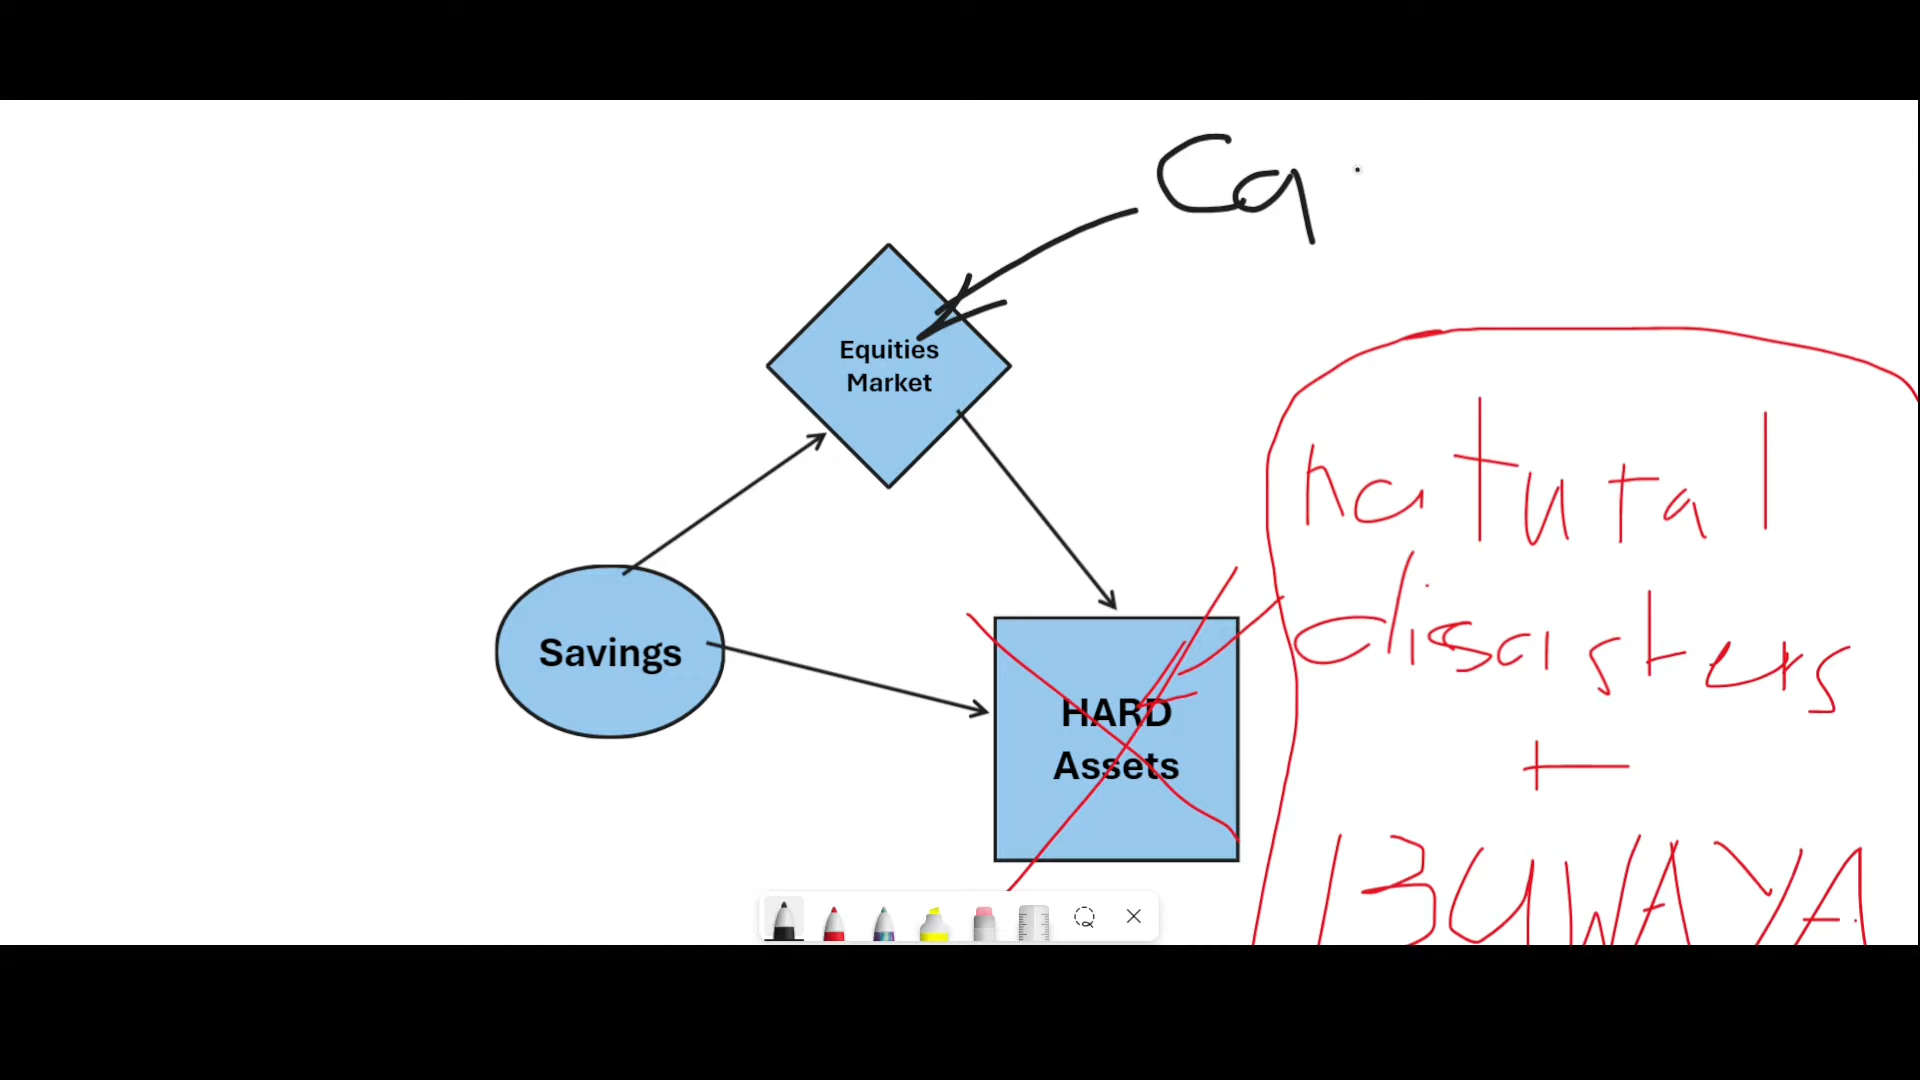 Ca
Equities
Market
natural
disasters
Savings
HARD
Assets
+
BUWAYA